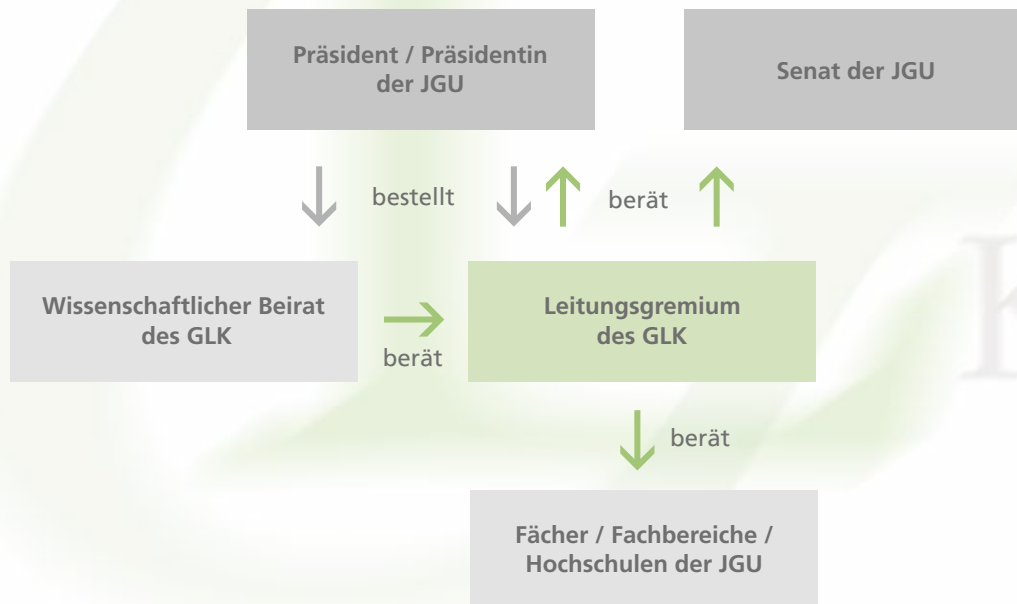 Präsident / Präsidentin
der JGU
Senat der JGU
bestellt
berät
Wissenschaftlicher Beirat
des GLK
berät
Leitungsgremium
des GLK
berät
Fächer / Fachbereiche /
Hochschulen der JGU